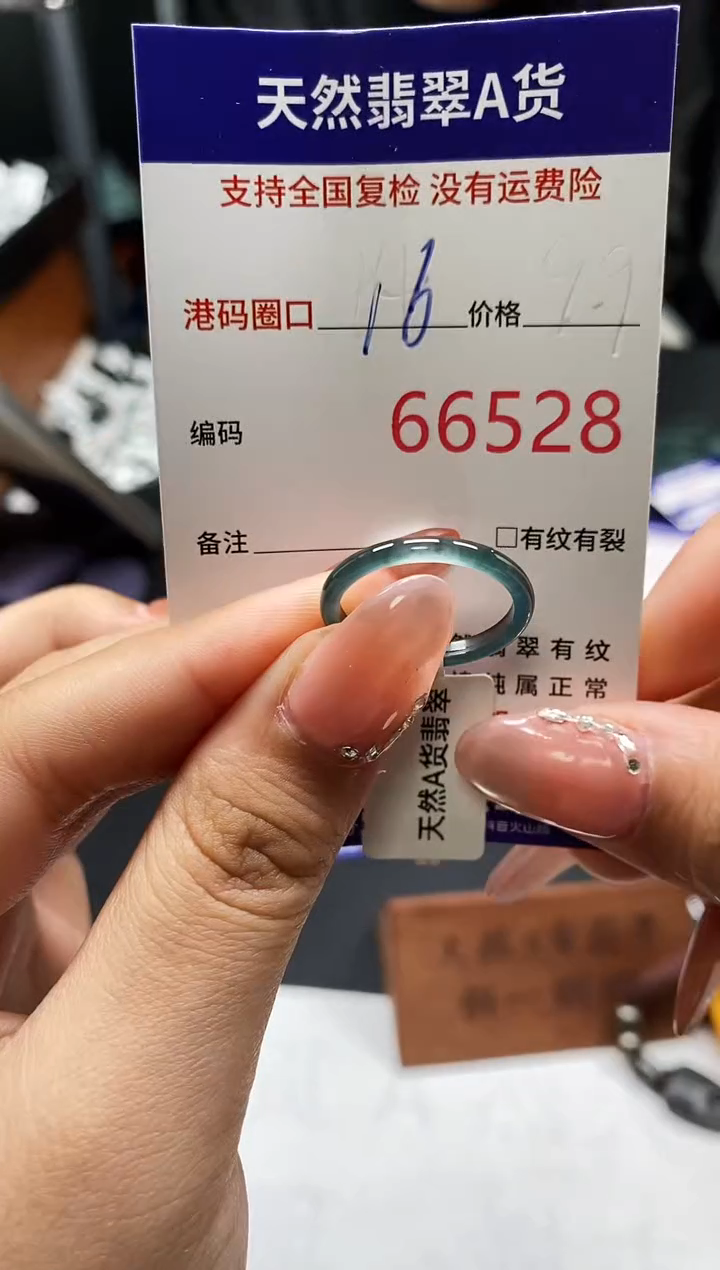 天然翡翠A货
支持全国复检 没有运费险
港码圈口 16 价格
编码 66528
备注 □有纹有裂
翠有纹
纯属正常
天然A货翡翠